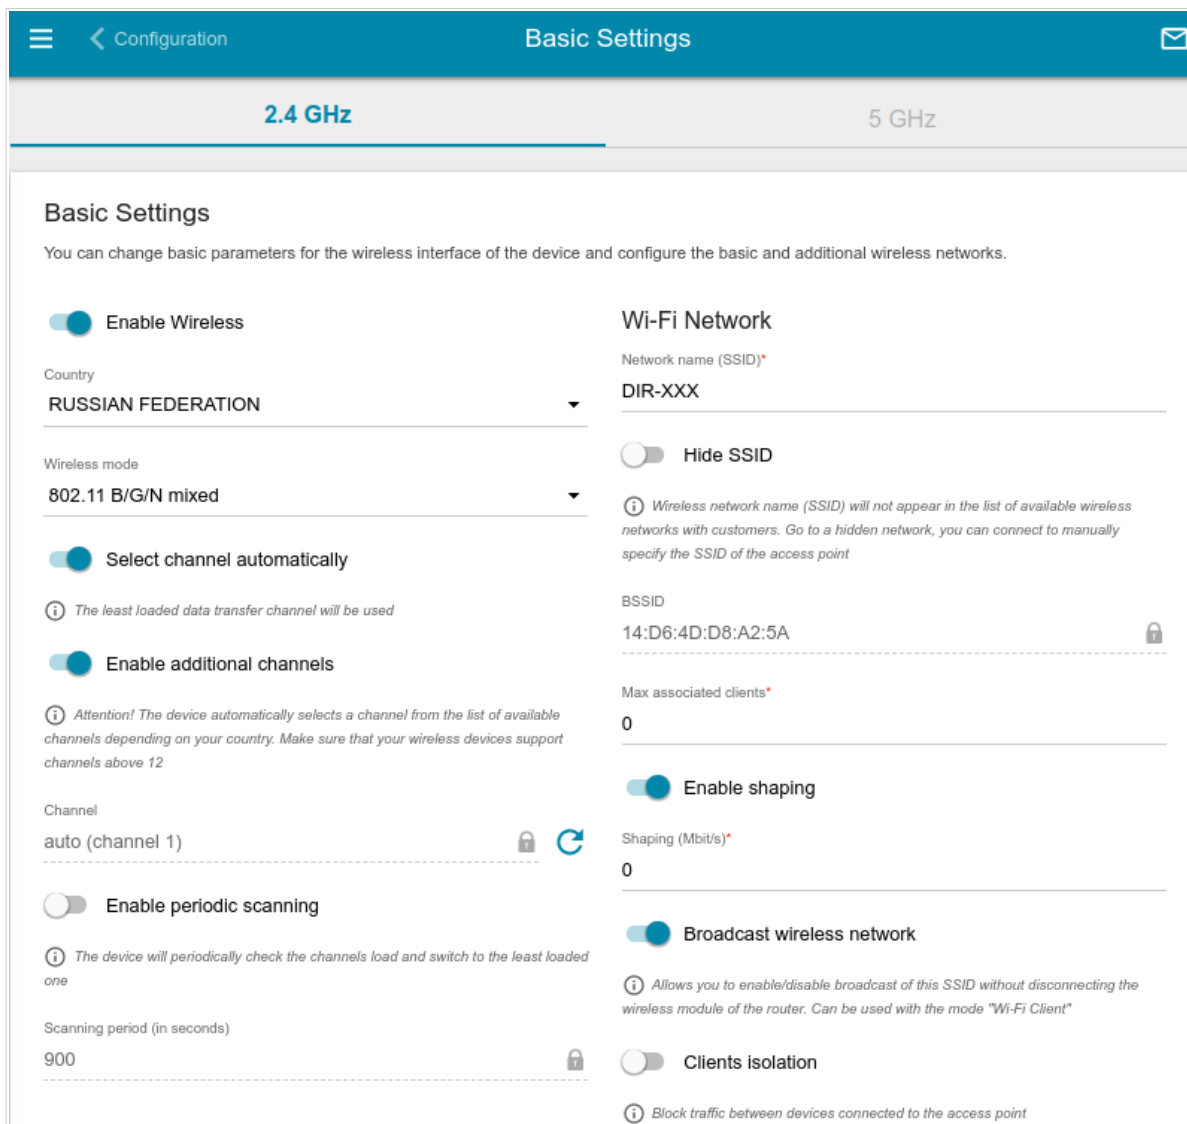 Configuration
Basic Settings
2.4 GHz
5 GHz
Basic Settings
You can change basic parameters for the wireless interface of the device and configure the basic and additional wireless networks.
Enable Wireless
Country
RUSSIAN FEDERATION
Wireless mode
802.11 B/G/N mixed
Select channel automatically
The least loaded data transfer channel will be used
Enable additional channels
Attention! The device automatically selects a channel from the list of available
channels depending on your country. Make sure that your wireless devices support
channels above 12
Channel
auto (channel 1)
Enable periodic scanning
The device will periodically check the channels load and switch to the least loaded
one
Scanning period (in seconds)
900
Wi-Fi Network
Network name (SSID)*
DIR-XXX
Hide SSID
Wireless network name (SSID) will not appear in the list of available wireless
networks with customers. Go to a hidden network, you can connect to manually
specify the SSID of the access point
BSSID
14:D6:4D:D8:A2:5A
Max associated clients*
0
Enable shaping
Shaping (Mbit/s)*
0
Broadcast wireless network
Allows you to enable/disable broadcast of this SSID without disconnecting the
wireless module of the router. Can be used with the mode "Wi-Fi Client"
Clients isolation
Block traffic between devices connected to the access point